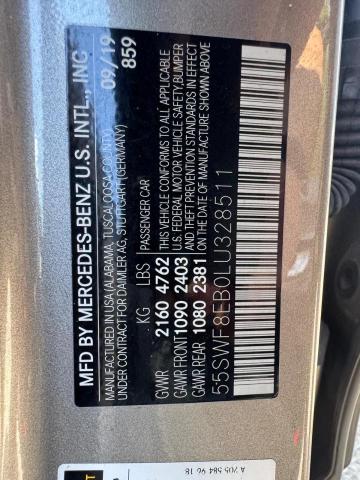 MFD BY MERCEDES-BENZ U.S. INTL., INC
MANUFACTURED IN USA (ALABAMA, TUSCALOOSA COUNTY)
CONSTRUCTED FOR DAIMLER AG, STUTTGART (GERMANY)
09/19
859
KG LBS PASSENGER CAR
GVWR 2160 4762
GAWR FRONT 1090 2403
GAWR REAR 1080 2381
THIS VEHICLE CONFORMS TO ALL APPLICABLE
U.S. FEDERAL MOTOR VEHICLE SAFETY, BUMPER
AND THEFT PREVENTION STANDARDS IN EFFECT
ON THE DATE OF MANUFACTURE SHOWN ABOVE.
55SWF8EB0LU328511
A 205 584 96 18